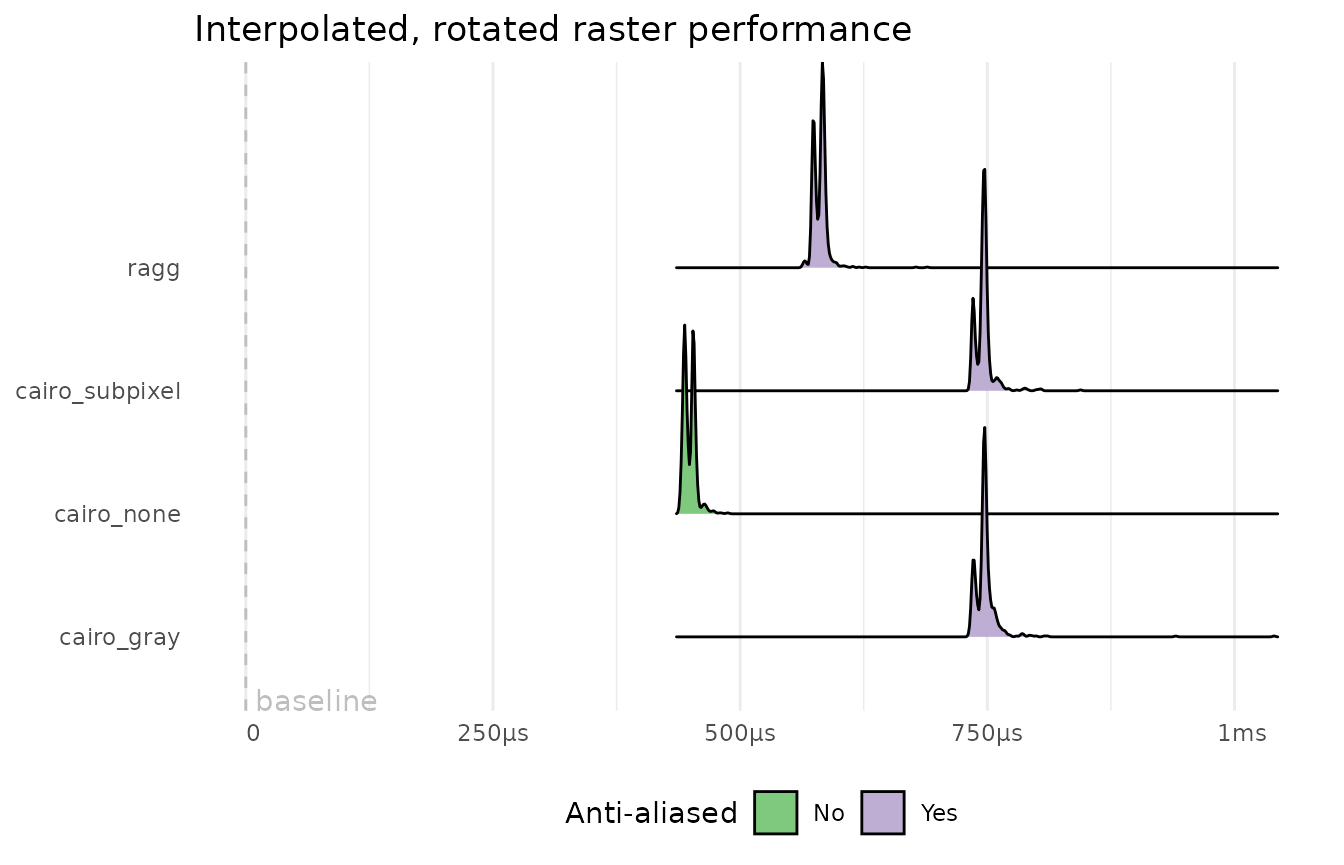 Interpolated, rotated raster performance
ragg
cairo_subpixel
cairo_none
cairo_gray
baseline
0 250µs 500µs 750µs 1ms
Anti-aliased No Yes